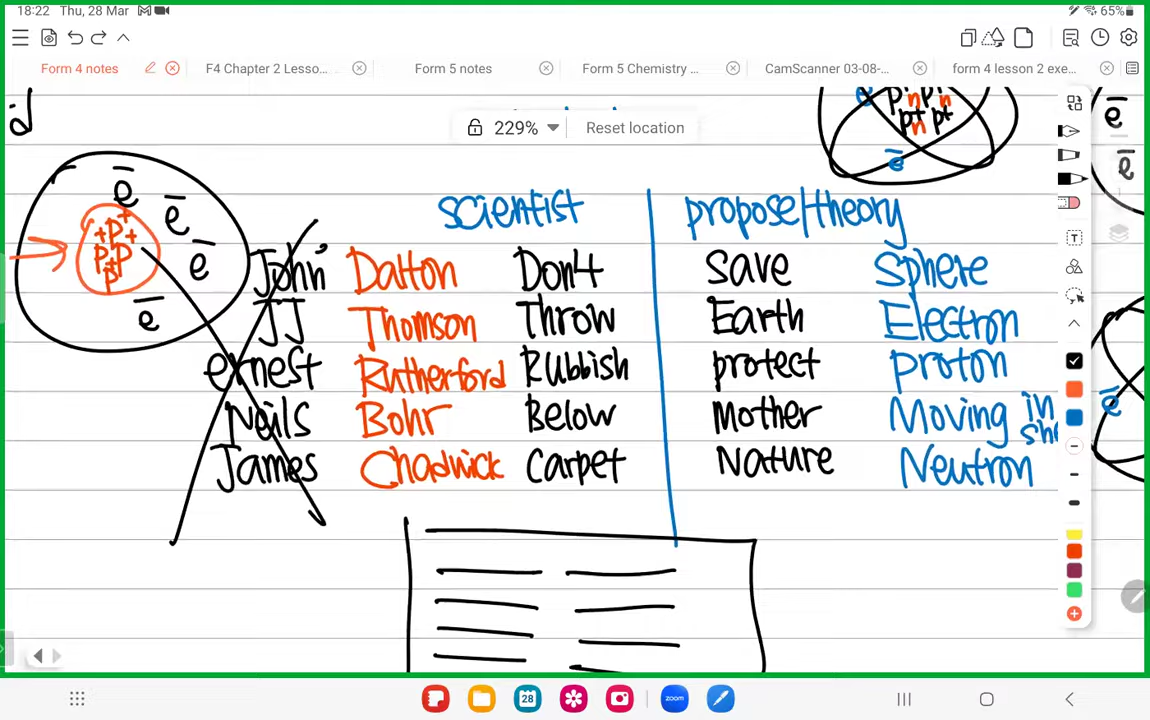 18:22 Thu, 28 Mar 65%
229% Reset location
Form 4 notes F4 Chapter 2 Lesso... Form 5 notes Form 5 Chemistry ... CamScanner 03-08-... form 4 lesson 2 exe...
scientist propose/theory
John Dalton Don't save Sphere
JJ Thomson Throw Earth Electron
ernest Rutherford Rubbish protect proton
Neils Bohr Below Mother Moving in
James Chadwick carpet Nature Neutron
e e e e
+ P + + P P + P
P n P n P+ n P+
e e e e
T
28 zoom